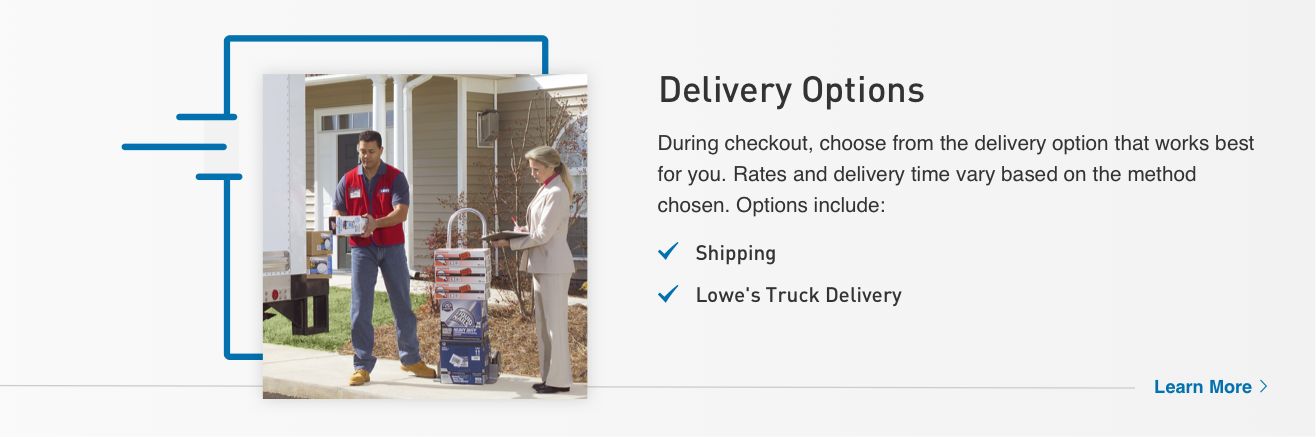 Delivery Options
During checkout, choose from the delivery option that works best
for you. Rates and delivery time vary based on the method
chosen. Options include:
Shipping
Lowe's Truck Delivery
Learn More